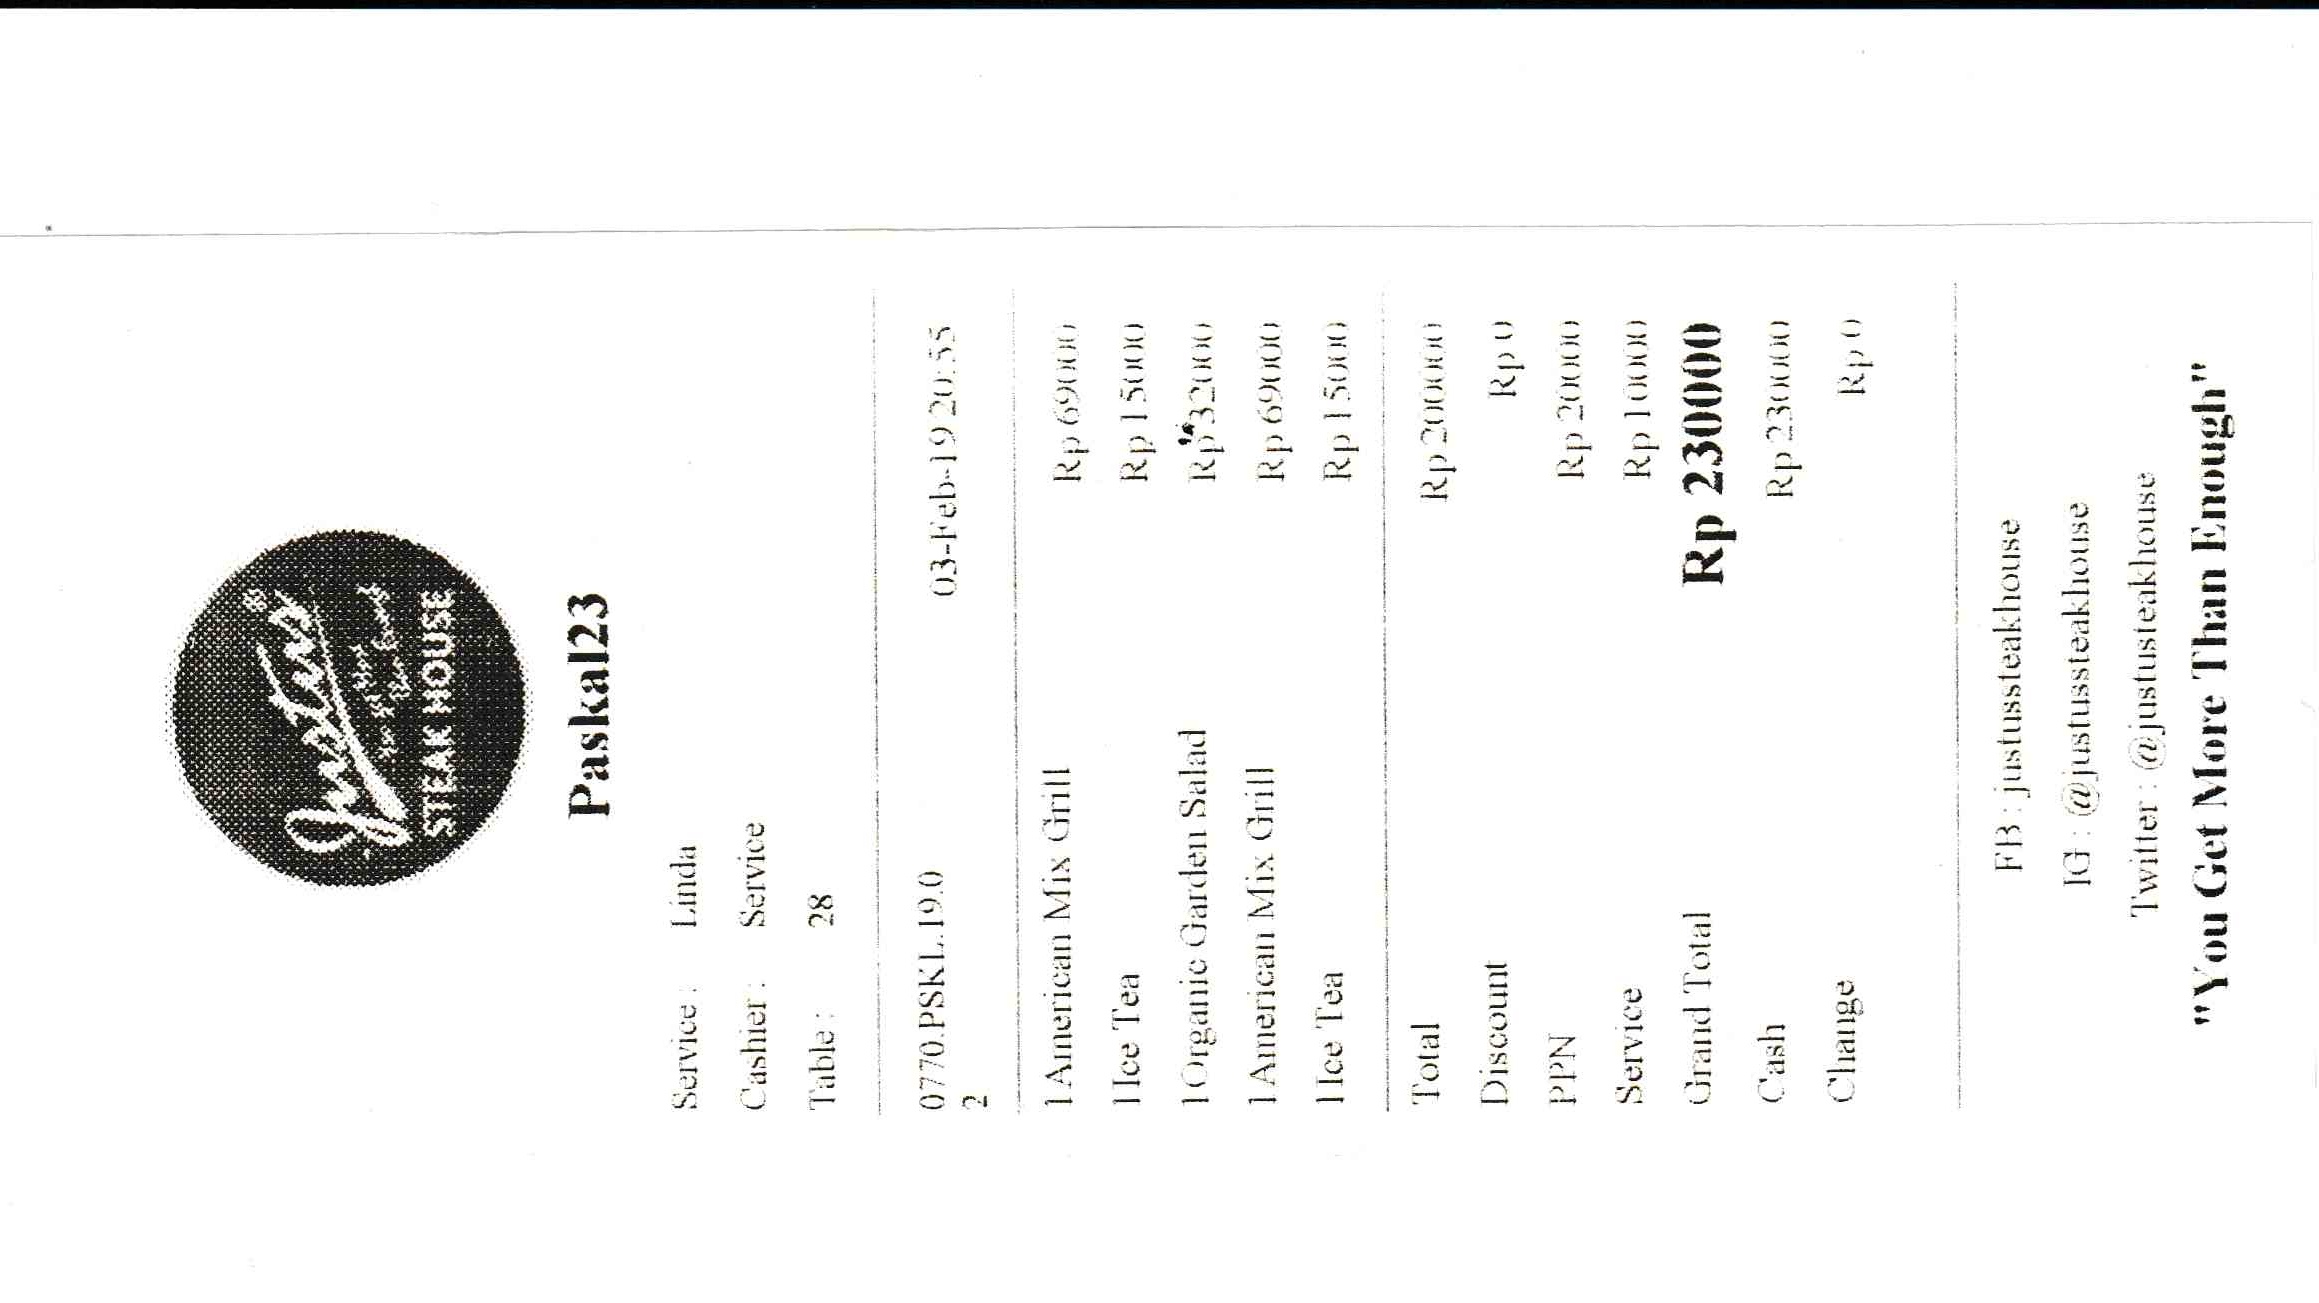 Justus®
STEAK HOUSE
Paskal23
Service : Linda
Cashier : Service
Table : 28
0770.PSKL.19.0 03-Feb-19 20:55
2
1 American Mix Grill Rp 69000
1 Ice Tea Rp 15000
1 Organic Garden Salad Rp 32000
1 American Mix Grill Rp 69000
1 Ice Tea Rp 15000
Total Rp 200000
Discount Rp 0
PPN Rp 20000
Service Rp 10000
Grand Total Rp 230000
Cash Rp 230000
Change Rp 0
FB : justussteakhouse
IG : @justussteakhouse
Twitter : @justusteakhouse
"You Get More Than Enough"